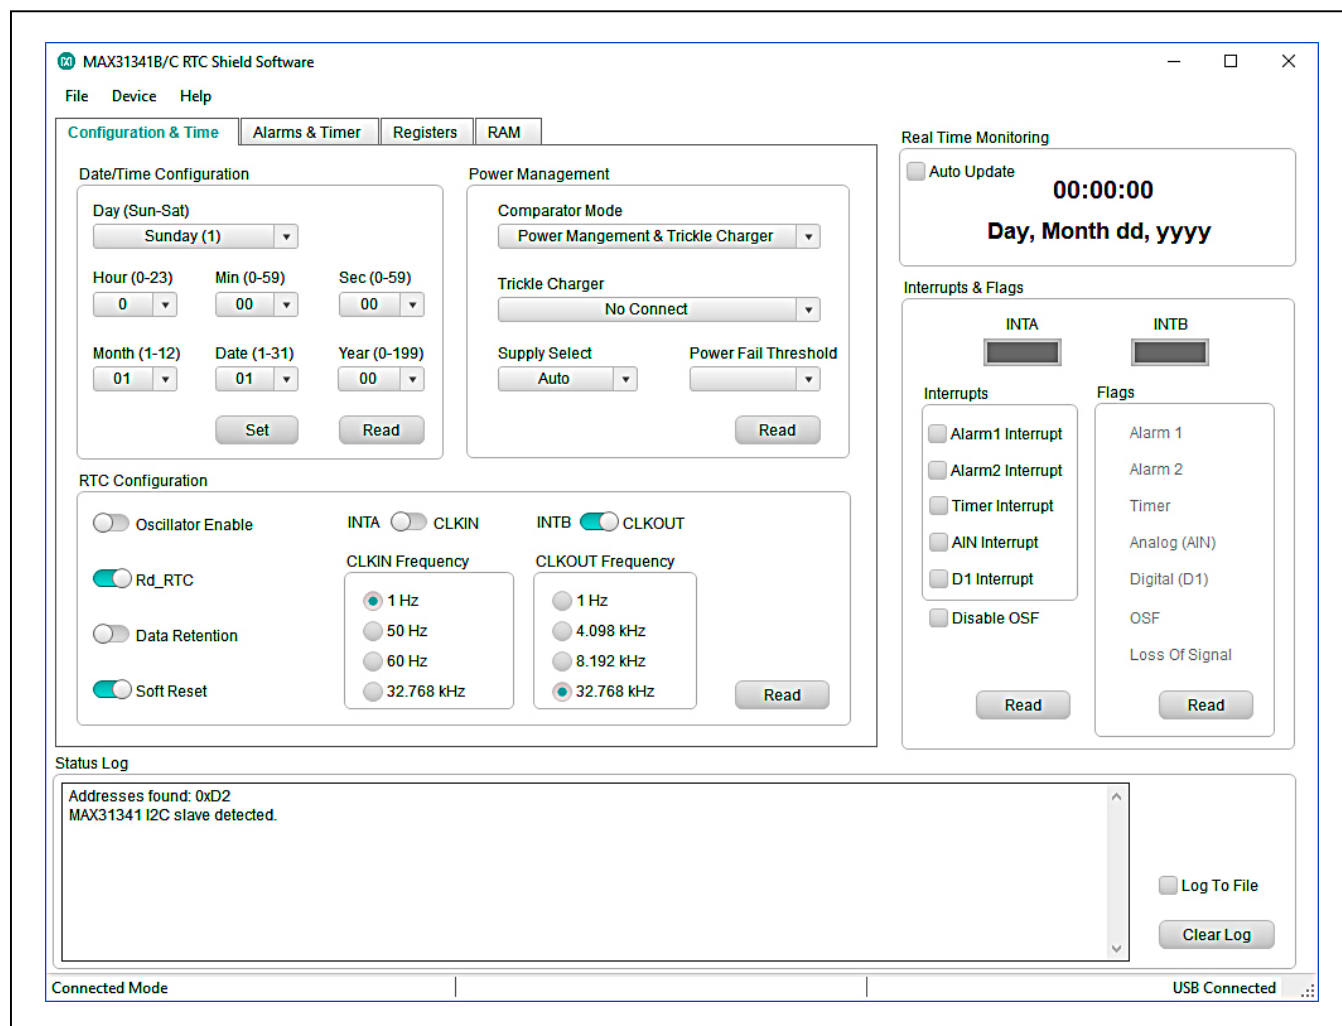 MAX31341B/C RTC Shield Software
File Device Help
Configuration & Time Alarms & Timer Registers RAM
Date/Time Configuration
Day (Sun-Sat)
Sunday (1)
Hour (0-23) Min (0-59) Sec (0-59)
0 00 00
Month (1-12) Date (1-31) Year (0-199)
01 01 00
Set Read
Power Management
Comparator Mode
Power Mangement & Trickle Charger
Trickle Charger
No Connect
Supply Select Power Fail Threshold
Auto
Read
RTC Configuration
Oscillator Enable
Rd_RTC
Data Retention
Soft Reset
INTA CLKIN
CLKIN Frequency
1 Hz
50 Hz
60 Hz
32.768 kHz
INTB CLKOUT
CLKOUT Frequency
1 Hz
4.098 kHz
8.192 kHz
32.768 kHz
Read
Real Time Monitoring
Auto Update
00:00:00
Day, Month dd, yyyy
Interrupts & Flags
INTA INTB
Interrupts
Alarm1 Interrupt
Alarm2 Interrupt
Timer Interrupt
AIN Interrupt
D1 Interrupt
Disable OSF
Read
Flags
Alarm 1
Alarm 2
Timer
Analog (AIN)
Digital (D1)
OSF
Loss Of Signal
Read
Status Log
Addresses found: 0xD2
MAX31341 I2C slave detected.
Log To File
Clear Log
Connected Mode USB Connected